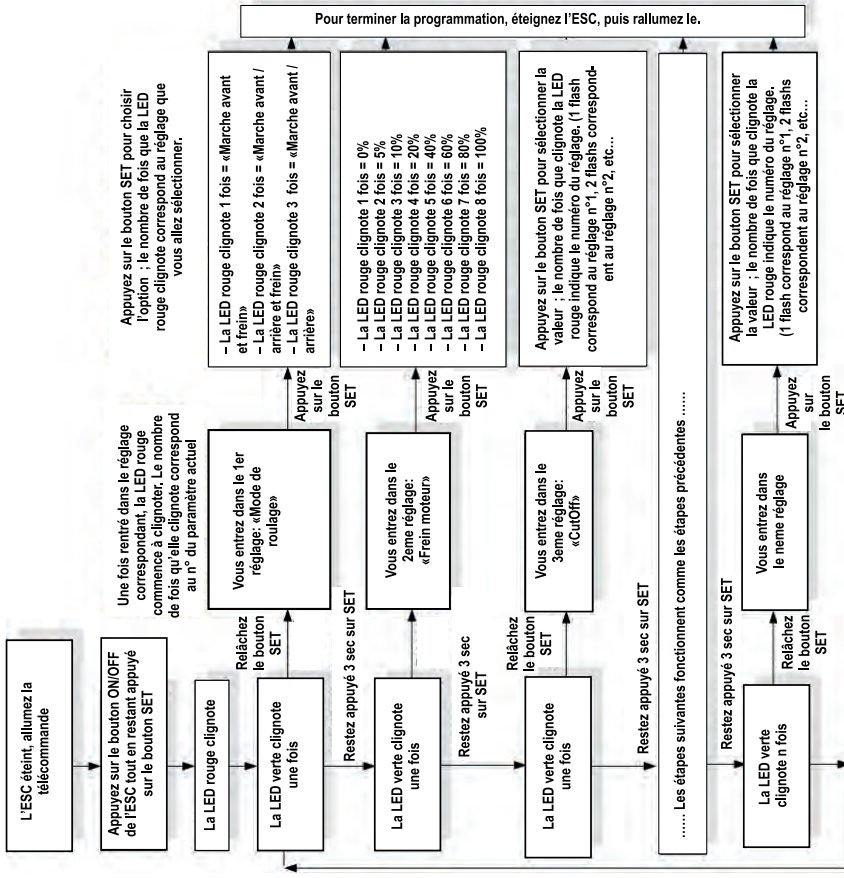 L'ESC éteint, allumez la
télécommande
Appuyez sur le bouton ON/OFF
de l'ESC tout en restant appuyé
sur le bouton SET
La LED rouge clignote
Une fois rentré dans le réglage
correspondant, la LED rouge
commence à clignoter. Le nombre
de fois qu'elle clignote correspond
au n° du paramètre actuel
Appuyez sur le bouton SET pour choisir
l'option ; le nombre de fois que la LED
rouge clignote correspond au réglage que
vous allez sélectionner.
La LED verte clignote
une fois
Relâchez
le bouton
SET
Vous entrez dans le 1er
réglage: «Mode de
roulage»
Appuyez
sur le
bouton
SET
– La LED rouge clignote 1 fois = «Marche avant
et frein»
– La LED rouge clignote 2 fois = «Marche avant /
arrière et frein»
– La LED rouge clignote 3 fois = «Marche avant /
arrière»
Restez appuyé 3 sec sur SET
La LED verte clignote
une fois
Vous entrez dans le
2eme réglage:
«Frein moteur»
Appuyez
sur le
bouton
SET
– La LED rouge clignote 1 fois = 0%
– La LED rouge clignote 2 fois = 5%
– La LED rouge clignote 3 fois = 10%
– La LED rouge clignote 4 fois = 20%
– La LED rouge clignote 5 fois = 40%
– La LED rouge clignote 6 fois = 60%
– La LED rouge clignote 7 fois = 80%
– La LED rouge clignote 8 fois = 100%
Restez appuyé 3 sec
sur SET
La LED verte clignote
une fois
Relâchez
le bouton
SET
Vous entrez dans le
3eme réglage:
«CutOff»
Appuyez
sur le
bouton
SET
Appuyez sur le bouton SET pour sélectionner la
valeur ; le nombre de fois que clignote la LED
rouge indique le numéro du réglage. (1 flash
correspond au réglage n°1, 2 flashs correspond-
ent au réglage n°2, etc…
Restez appuyé 3 sec sur SET
...... Les étapes suivantes fonctionnent comme les étapes précédentes ......
Restez appuyé 3 sec sur SET
La LED verte
clignote n fois
Relâchez
le bouton
SET
Vous entrez dans
le neme réglage
Appuyez
sur
le bouton
SET
Appuyez sur le bouton SET pour sélectionner
la valeur ; le nombre de fois que clignote la
LED rouge indique le numéro du réglage.
(1 flash correspond au réglage n°1, 2 flashs
correspondent au réglage n°2, etc…
Pour terminer la programmation, éteignez l'ESC, puis rallumez le.